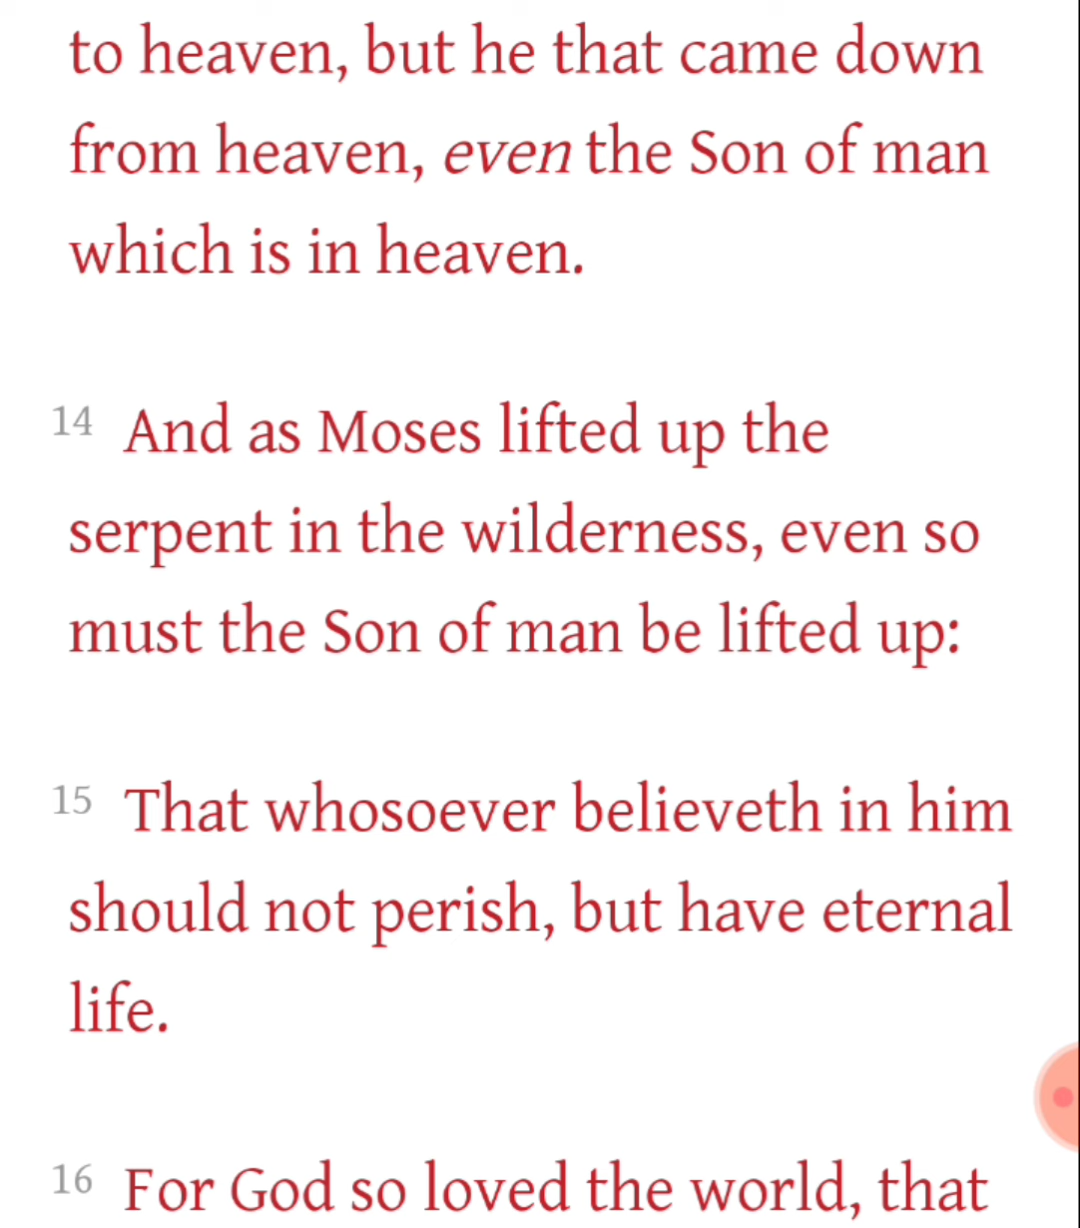 to heaven, but he that came down
from heaven, even the Son of man
which is in heaven.
14 And as Moses lifted up the
serpent in the wilderness, even so
must the Son of man be lifted up:
15 That whosoever believeth in him
should not perish, but have eternal
life.
16 For God so loved the world, that